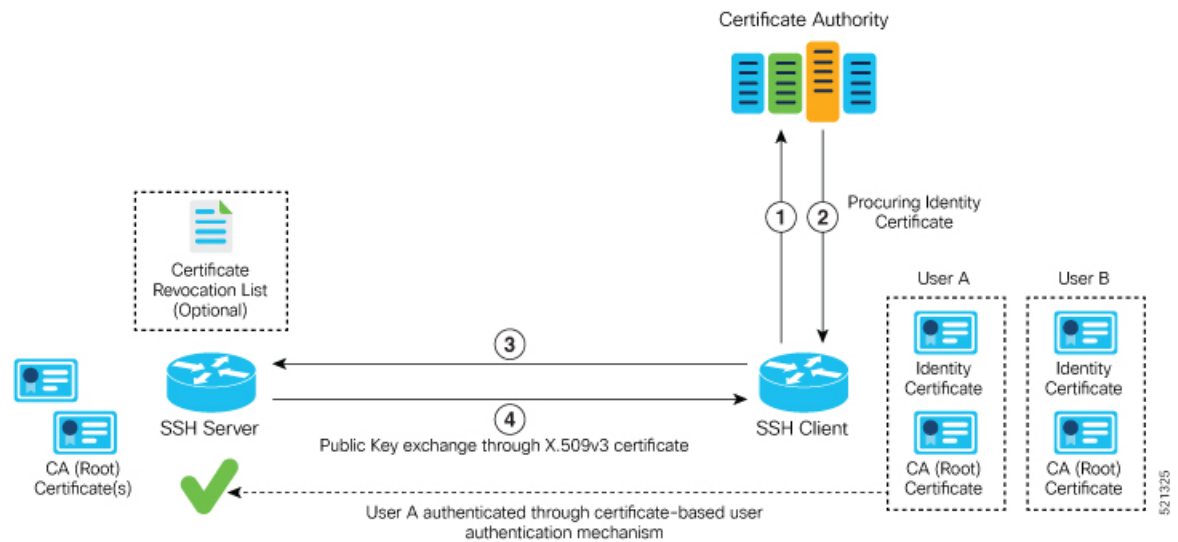 Certificate Authority
1
2
Procuring Identity
Certificate
Certificate
Revocation List
(Optional)
User A
User B
Identity
Certificate
Identity
Certificate
3
SSH Server
4
SSH Client
Public Key exchange through X.509v3 certificate
CA (Root)
Certificate(s)
CA (Root)
Certificate
CA (Root)
Certificate
User A authenticated through certificate-based user
authentication mechanism
521325